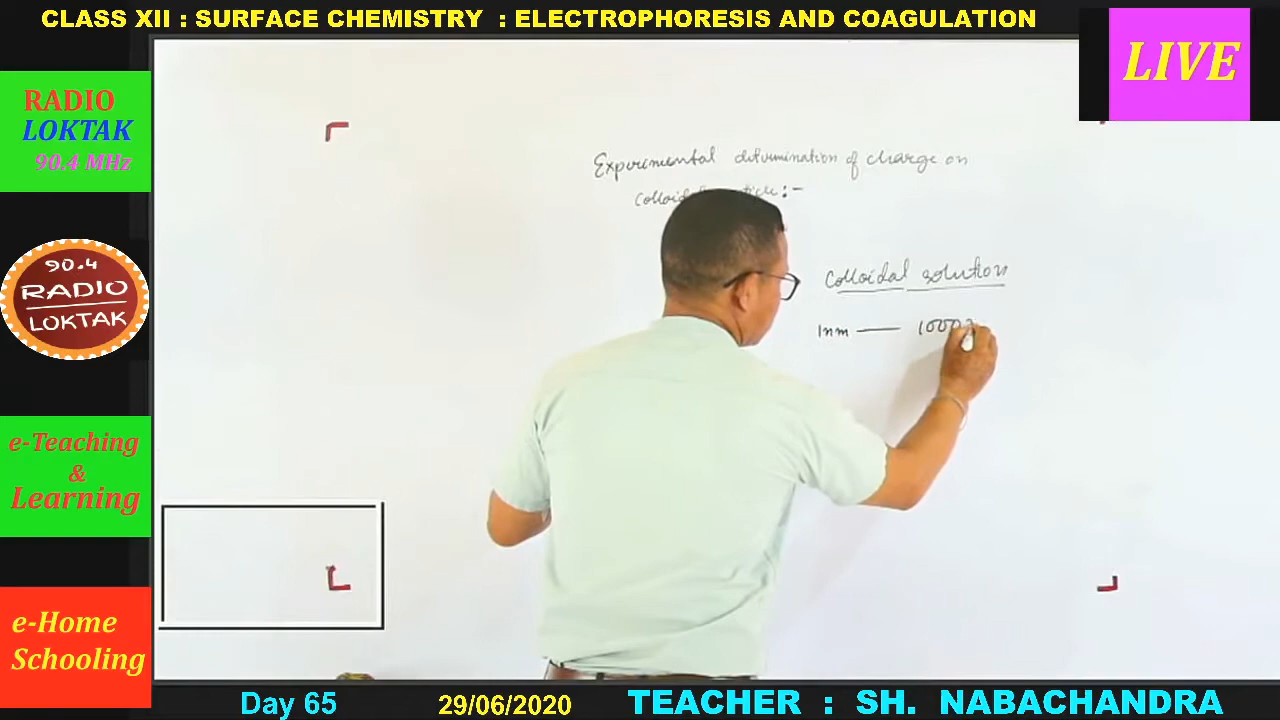 CLASS XII : SURFACE CHEMISTRY : ELECTROPHORESIS AND COAGULATION
LIVE
RADIO
LOKTAK
90.4 MHz
90.4
RADIO
LOKTAK
e-Teaching
&
Learning
e-Home
Schooling
Experimental determination of charge on
:-
Colloidal solution
1nm — 1000
Day 65
29/06/2020
TEACHER : SH. NABACHANDRA